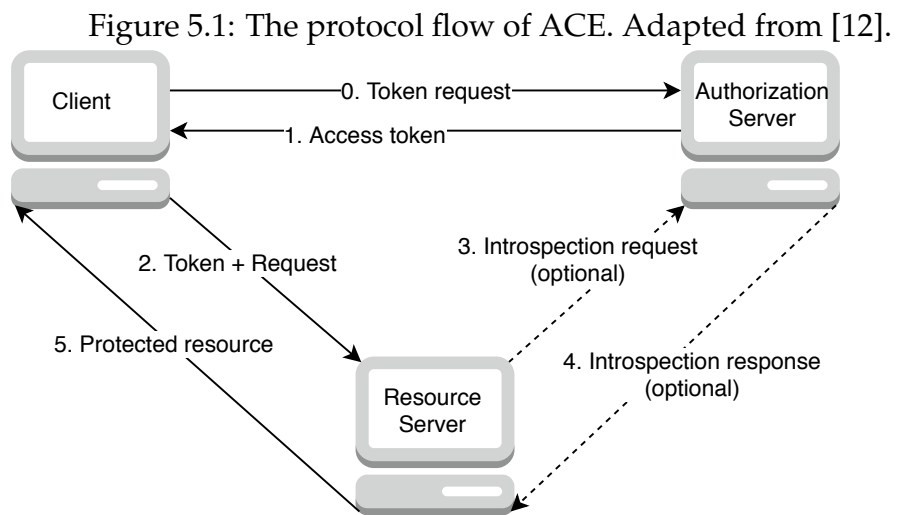 Figure 5.1: The protocol flow of ACE. Adapted from [12].
Client
0. Token request
Authorization
Server
1. Access token
2. Token + Request
3. Introspection request
(optional)
5. Protected resource
4. Introspection response
(optional)
Resource
Server